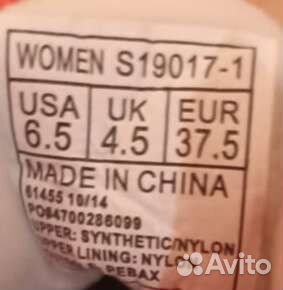 WOMEN S19017-1
USA UK EUR
6.5 4.5 37.5
MADE IN CHINA
61455 10/14
PO84700286099
UPPER: SYNTHETIC/NYLON
UPPER LINING: NYLON
PEBAX
Avito